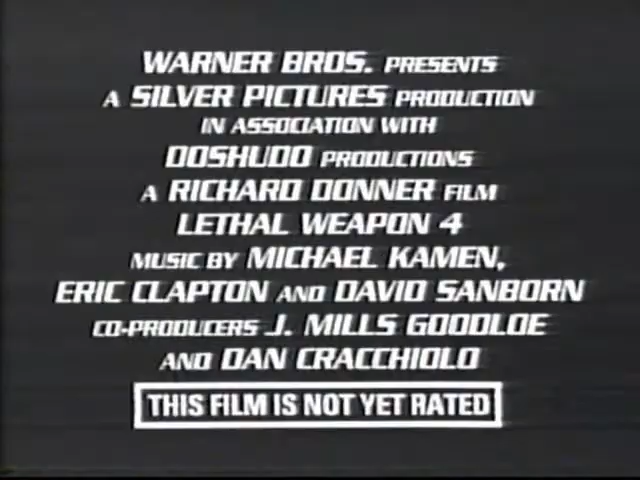 WARNER BROS. PRESENTS
A SILVER PICTURES PRODUCTION
IN ASSOCIATION WITH
DOSHUDO PRODUCTIONS
A RICHARD DONNER FILM
LETHAL WEAPON 4
MUSIC BY MICHAEL KAMEN,
ERIC CLAPTON AND DAVID SANBORN
CO-PRODUCERS J. MILLS GOODLOE
AND DAN CRACCHIOLO
THIS FILM IS NOT YET RATED